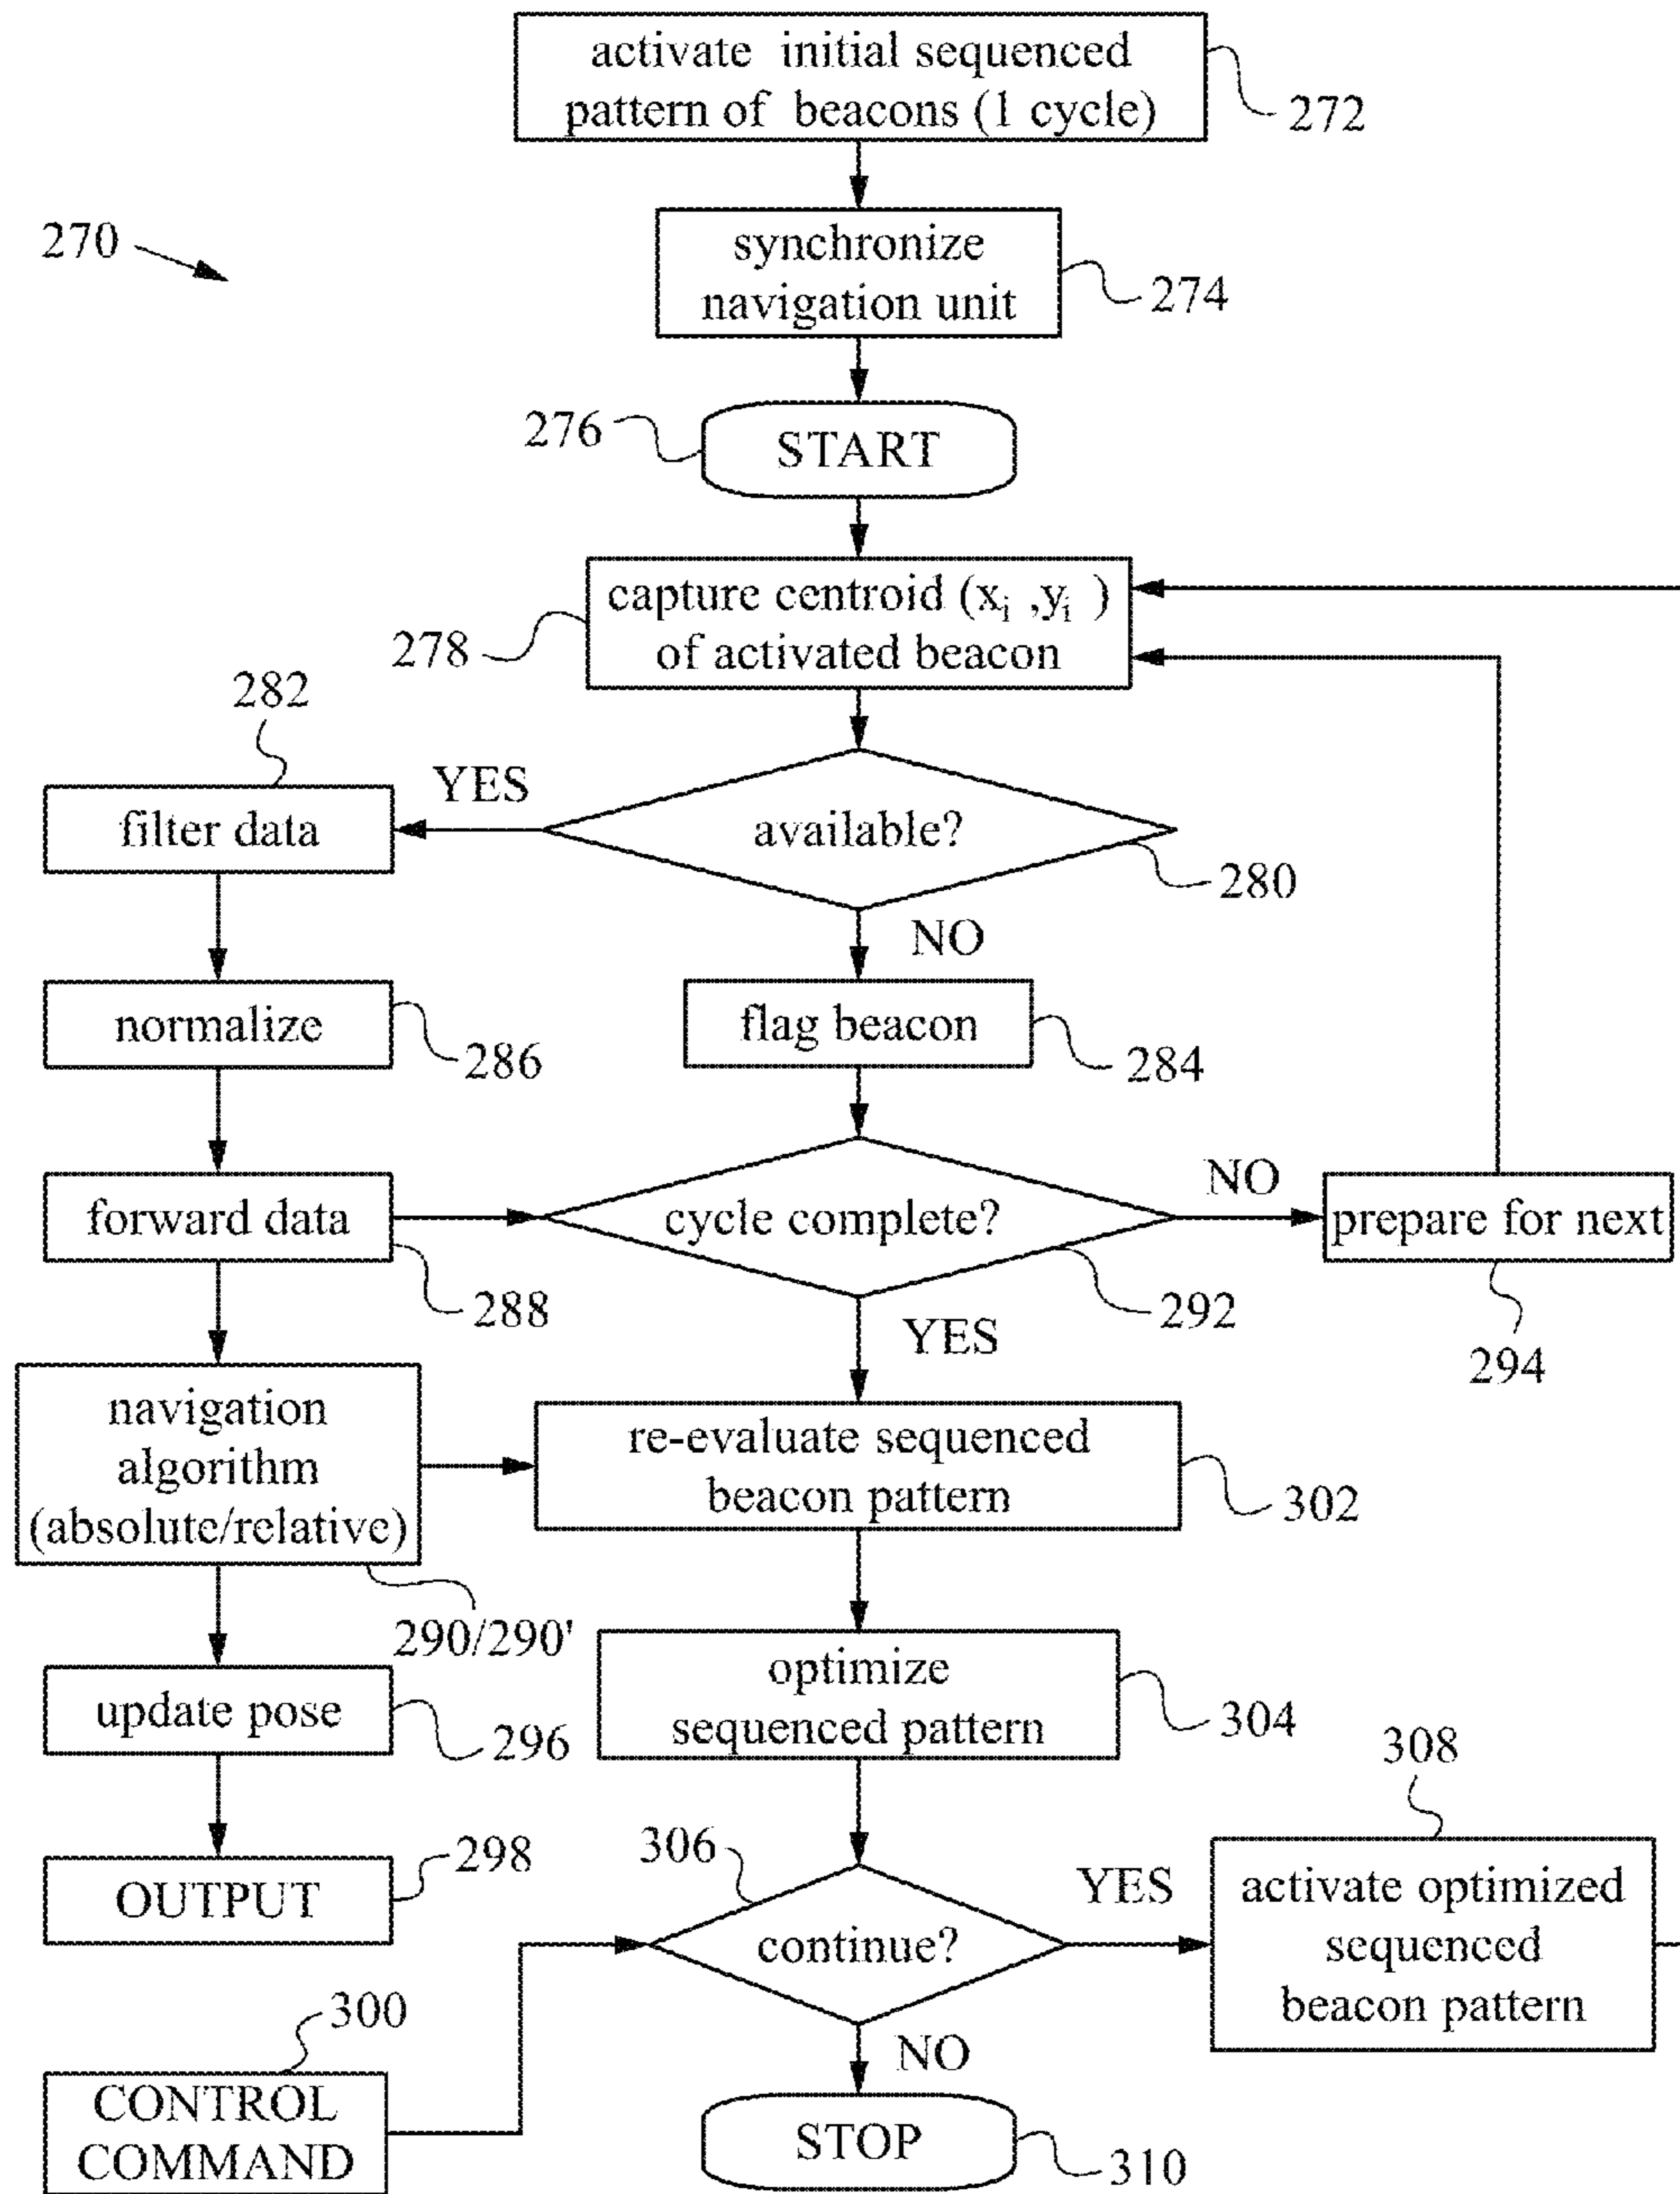 activate initial sequenced
pattern of beacons (1 cycle)
272
270
synchronize
navigation unit
274
276
START
capture centroid (xᵢ ,yᵢ )
of activated beacon
278
282
YES
filter data
available?
280
NO
normalize
286
flag beacon
284
forward data
288
cycle complete?
292
NO
prepare for next
294
YES
navigation
algorithm
(absolute/relative)
290/290'
re-evaluate sequenced
beacon pattern
302
update pose
296
optimize
sequenced pattern
304
308
OUTPUT
298
306
continue?
YES
activate optimized
sequenced
beacon pattern
300
CONTROL
COMMAND
NO
STOP
310